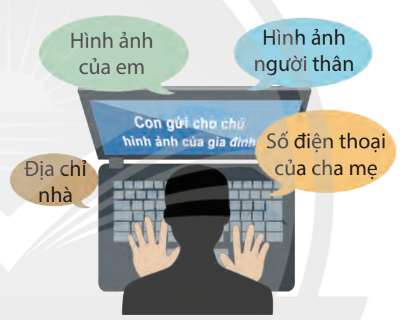 Hình ảnh
của em
Hình ảnh
người thân
Con gửi cho chú
hình ảnh của gia đình
Số điện thoại
của cha mẹ
Địa chỉ
nhà